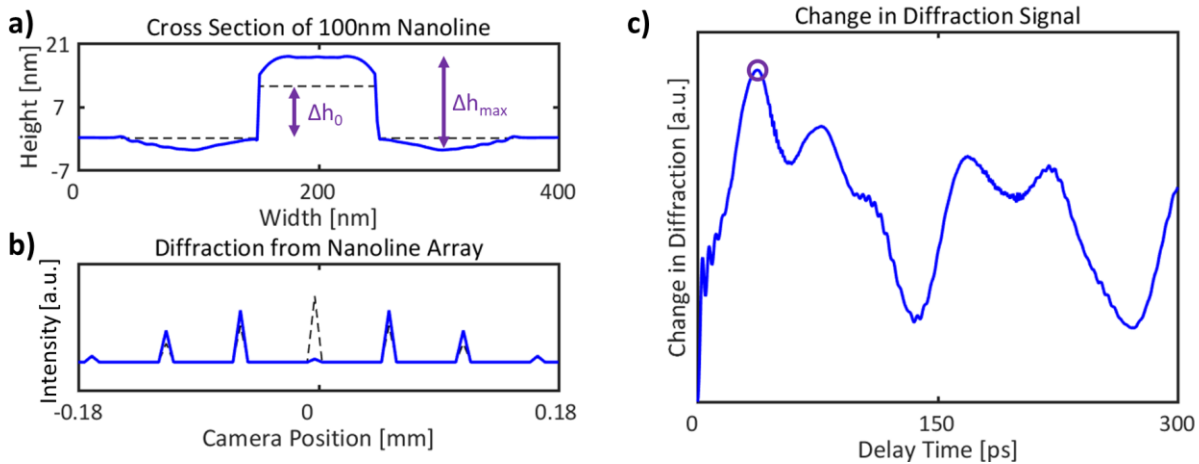 a)
Cross Section of 100nm Nanoline
Height [nm]
21
7
-7
Δh0
Δhmax
0
200
400
Width [nm]
b)
Diffraction from Nanoline Array
Intensity [a.u.]
-0.18
0
0.18
Camera Position [mm]
c)
Change in Diffraction Signal
Change in Diffraction [a.u.]
0
150
300
Delay Time [ps]